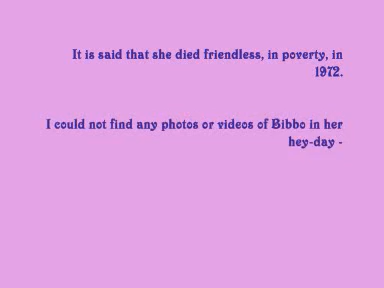 It is said that she died friendless, in poverty, in
1972.
I could not find any photos or videos of Bibbo in her
hey-day -